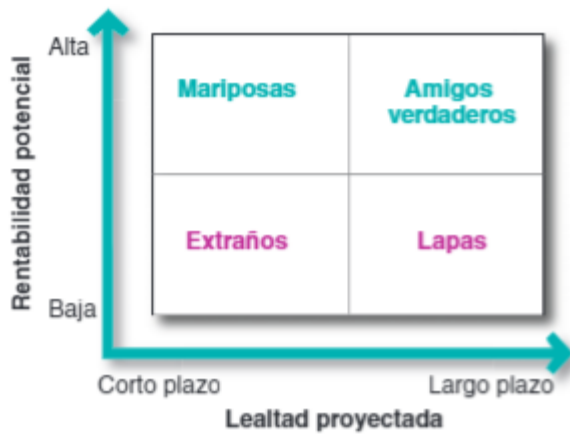 Rentabilidad potencial
Alta
Mariposas
Amigos
verdaderos
Extraños
Lapas
Baja
Corto plazo
Largo plazo
Lealtad proyectada